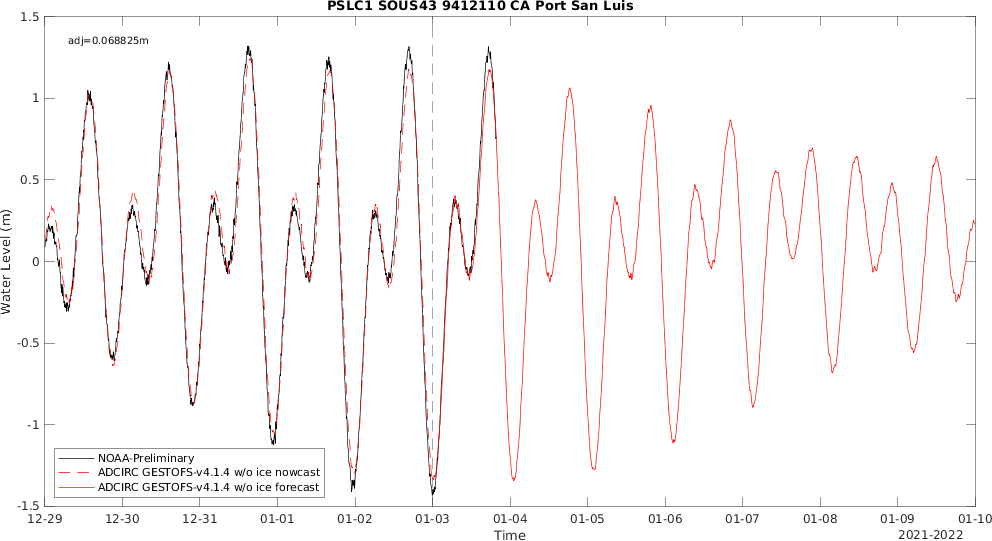 PSLC1 SOUS43 9412110 CA Port San Luis
adj=0.068825m
1.5
1
0.5
0
-0.5
-1
-1.5
Water Level (m)
NOAA-Preliminary
ADCIRC GESTOFS-v4.1.4 w/o ice nowcast
ADCIRC GESTOFS-v4.1.4 w/o ice forecast
12-29 12-30 12-31 01-01 01-02 01-03 01-04 01-05 01-06 01-07 01-08 01-09 01-10
Time
2021-2022